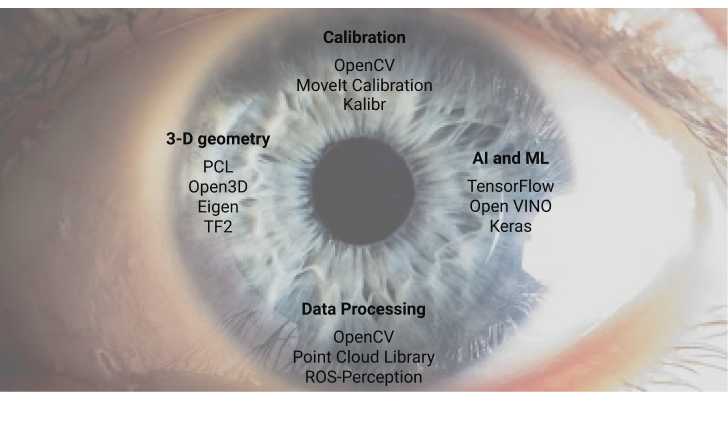 Calibration
OpenCV
MoveIt Calibration
Kalibr
3-D geometry
PCL
Open3D
Eigen
TF2
AI and ML
TensorFlow
Open VINO
Keras
Data Processing
OpenCV
Point Cloud Library
ROS-Perception